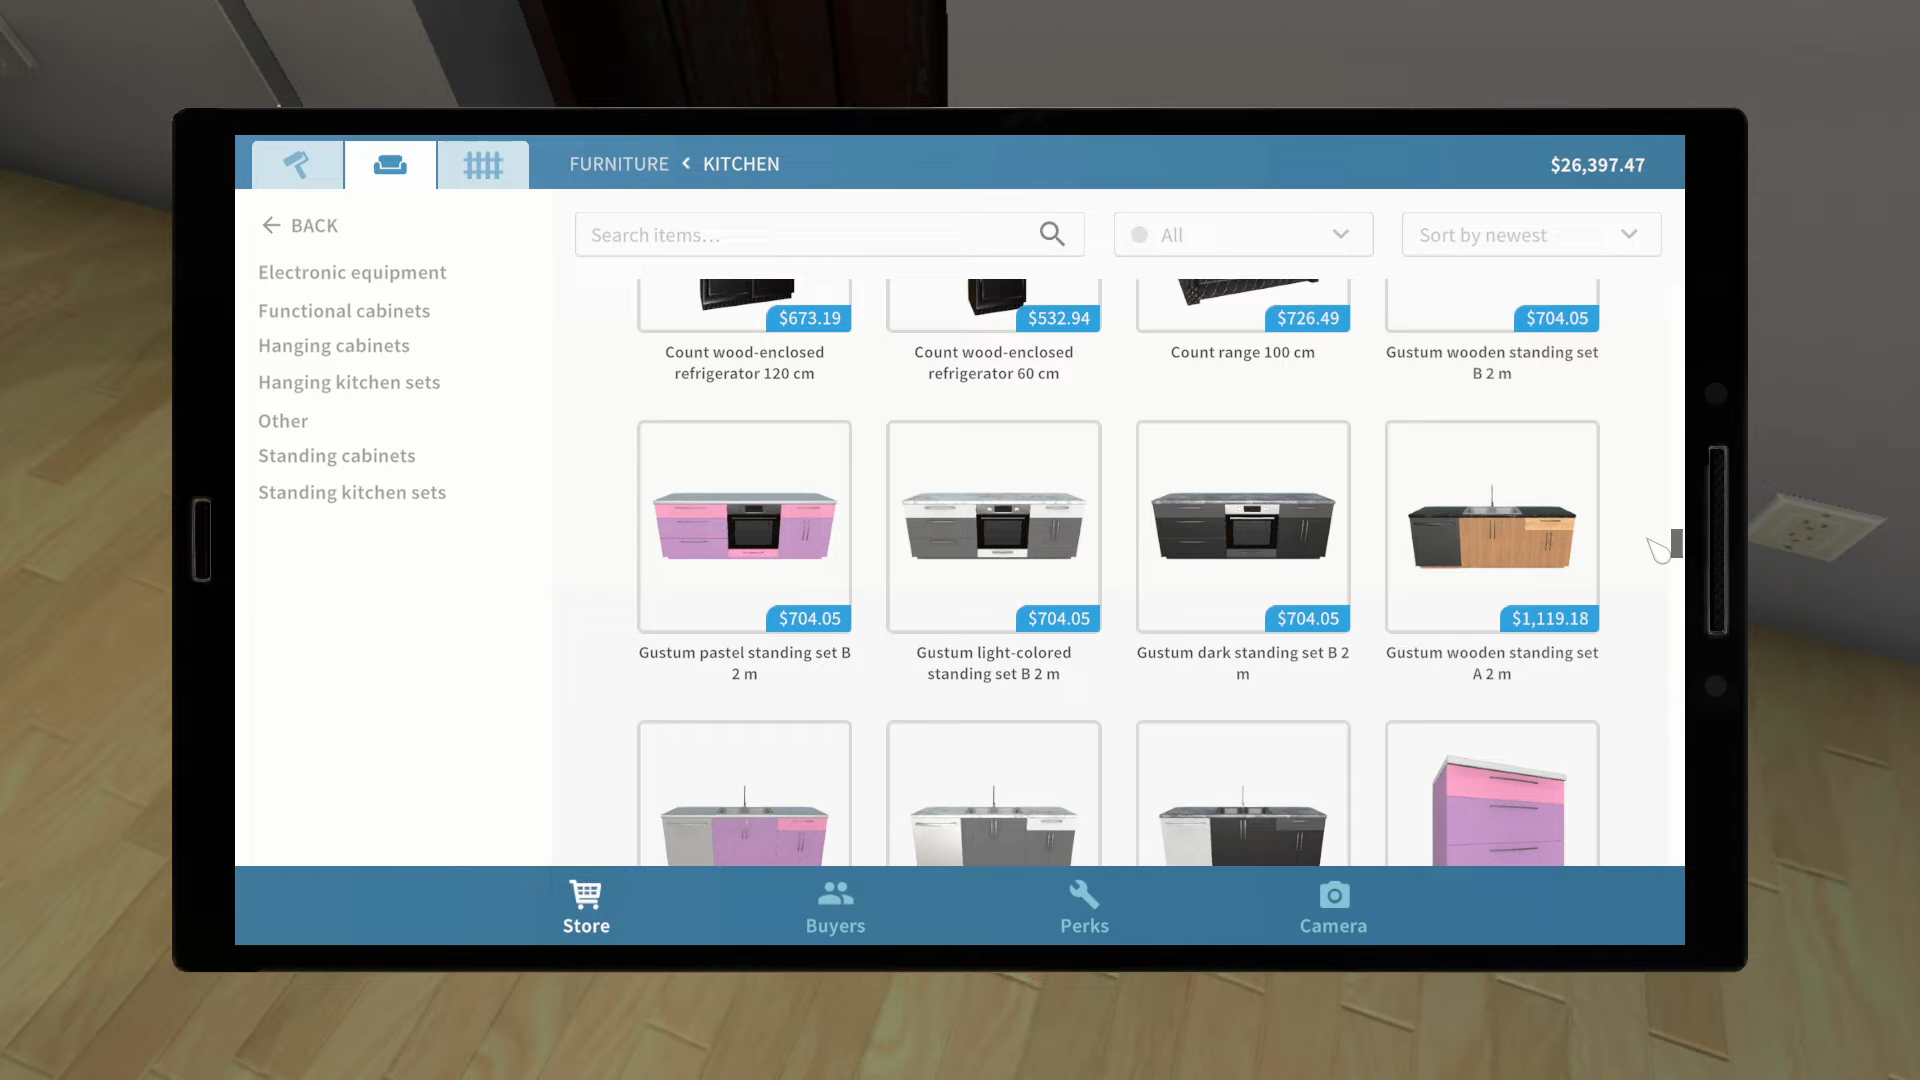 FURNITURE < KITCHEN
$26,397.47
BACK
Search items...
All
Sort by newest
Electronic equipment
Functional cabinets
Hanging cabinets
Hanging kitchen sets
Other
Standing cabinets
Standing kitchen sets
$673.19
$532.94
$726.49
$704.05
Count wood-enclosed
refrigerator 120 cm
Count wood-enclosed
refrigerator 60 cm
Count range 100 cm
Gustum wooden standing set
B 2 m
$704.05
$704.05
$704.05
$1,119.18
Gustum pastel standing set B
2 m
Gustum light-colored
standing set B 2 m
Gustum dark standing set B 2
m
Gustum wooden standing set
A 2 m
Store
Buyers
Perks
Camera